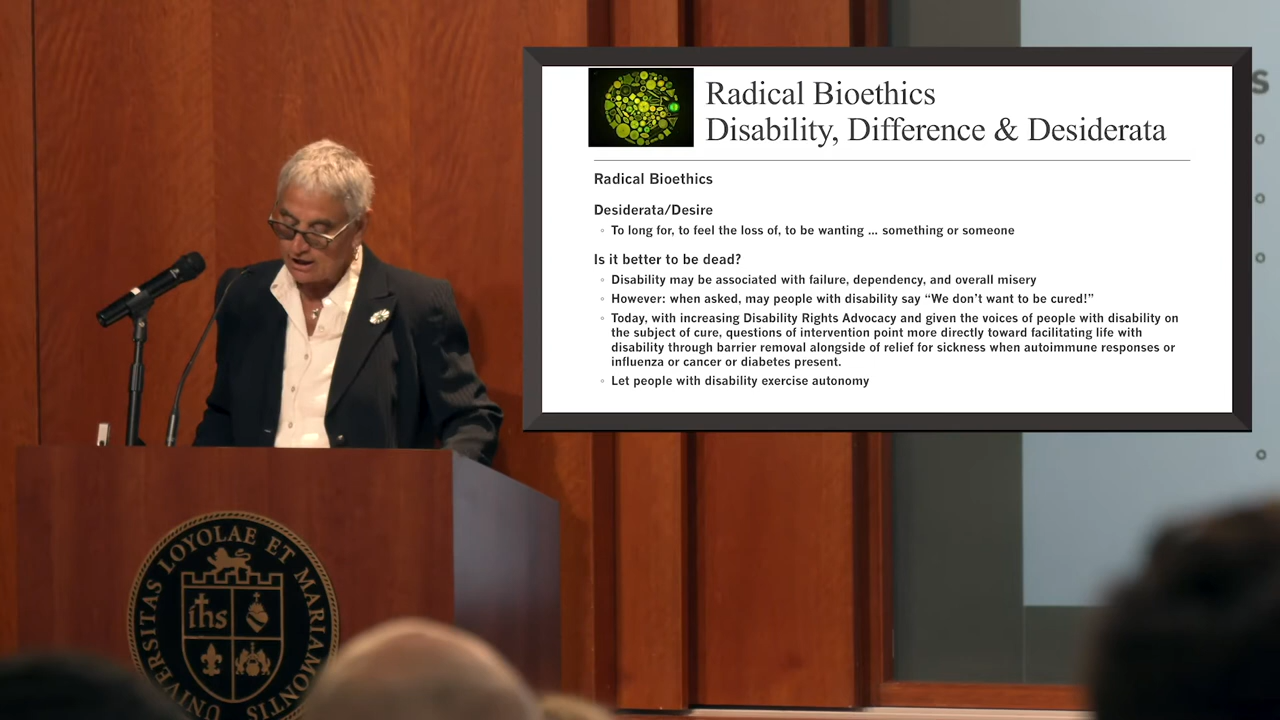 Radical Bioethics
Disability, Difference & Desiderata
Radical Bioethics
Desiderata/Desire
◦ To long for, to feel the loss of, to be wanting ... something or someone
Is it better to be dead?
◦ Disability may be associated with failure, dependency, and overall misery
◦ However: when asked, may people with disability say “We don’t want to be cured!”
◦ Today, with increasing Disability Rights Advocacy and given the voices of people with disability on
the subject of cure, questions of intervention point more directly toward facilitating life with
disability through barrier removal alongside of relief for sickness when autoimmune responses or
influenza or cancer or diabetes present.
◦ Let people with disability exercise autonomy
S
UNIVERSITAS LOYOLAE ET MARIAMONTIS
ihs